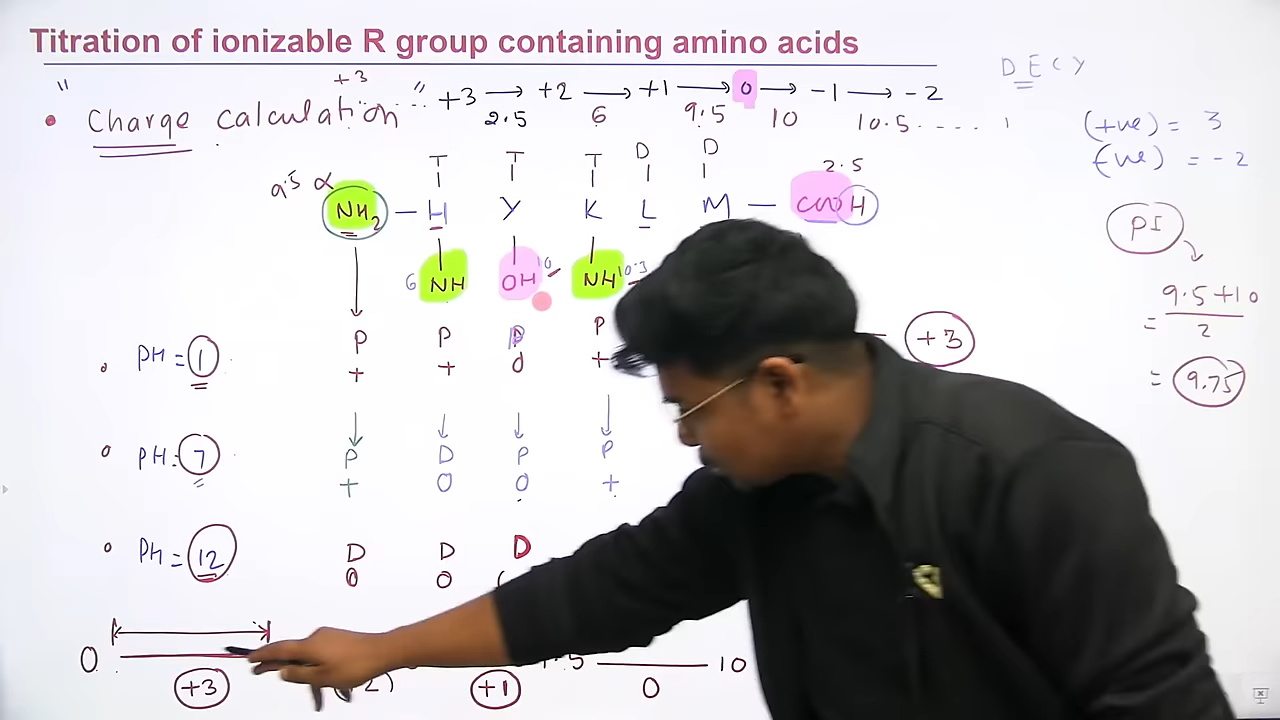 Titration of ionizable R group containing amino acids
D E C Y
+3
" Charge calculation .... " +3 → +2 → +1 → 0 → -1 → -2
2.5 6 9.5 10 10.5 .....
(+ve) = 3
(-ve) = -2
T T T D D
9.5 α 2.5
NH2 — H Y K L M — COOH
PI
6 NH OH 10 NH 10.5
9.5 + 10
= 2
= 9.75
P P P P
PH = 1 + + 0 + +3
PH = 7 P D P P
+ 0 0 +
PH = 12 D D D
0 0
0 10
+3 +1 0